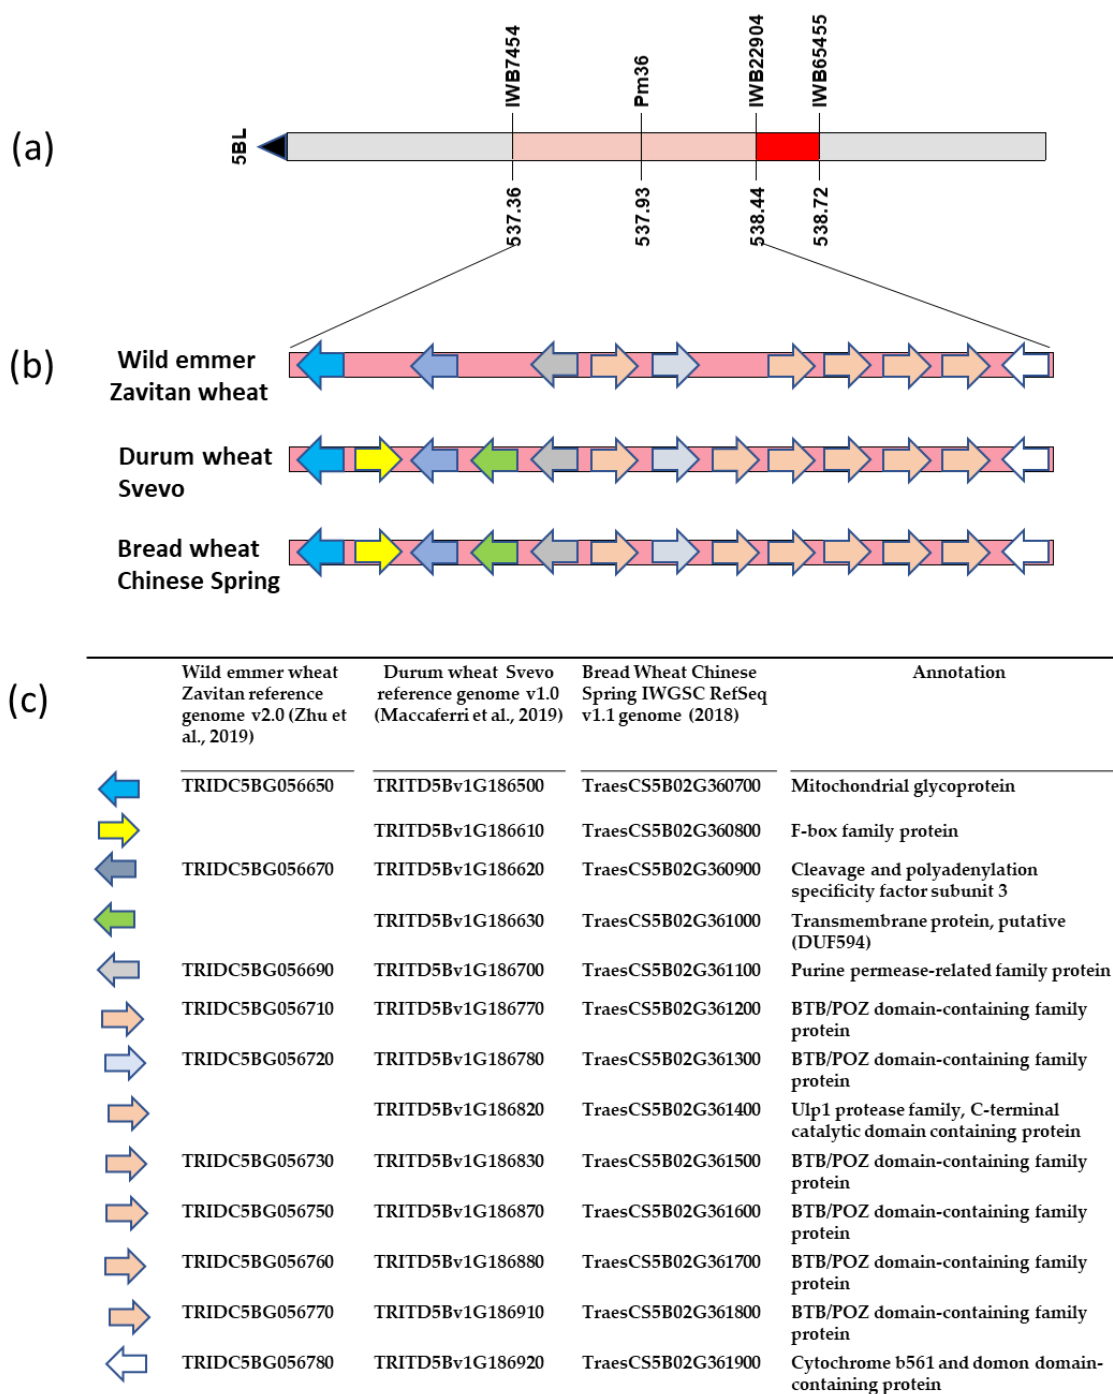 IWB7454
Pm36
IWB22904
IWB65455
(a)
5BL
537.36
537.93
538.44
538.72
(b)
Wild emmer
Zavitan wheat
Durum wheat
Svevo
Bread wheat
Chinese Spring
(c)
Wild emmer wheat
Zavitan reference
genome v2.0 (Zhu et
al., 2019)
Durum wheat Svevo
reference genome v1.0
(Maccaferri et al., 2019)
Bread Wheat Chinese
Spring IWGSC RefSeq
v1.1 genome (2018)
Annotation
TRIDC5BG056650 TRITD5Bv1G186500 TraesCS5B02G360700 Mitochondrial glycoprotein
TRITD5Bv1G186610 TraesCS5B02G360800 F-box family protein
TRIDC5BG056670 TRITD5Bv1G186620 TraesCS5B02G360900 Cleavage and polyadenylation
specificity factor subunit 3
TRITD5Bv1G186630 TraesCS5B02G361000 Transmembrane protein, putative
(DUF594)
TRIDC5BG056690 TRITD5Bv1G186700 TraesCS5B02G361100 Purine permease-related family protein
TRIDC5BG056710 TRITD5Bv1G186770 TraesCS5B02G361200 BTB/POZ domain-containing family
protein
TRIDC5BG056720 TRITD5Bv1G186780 TraesCS5B02G361300 BTB/POZ domain-containing family
protein
TRITD5Bv1G186820 TraesCS5B02G361400 Ulp1 protease family, C-terminal
catalytic domain containing protein
TRIDC5BG056730 TRITD5Bv1G186830 TraesCS5B02G361500 BTB/POZ domain-containing family
protein
TRIDC5BG056750 TRITD5Bv1G186870 TraesCS5B02G361600 BTB/POZ domain-containing family
protein
TRIDC5BG056760 TRITD5Bv1G186880 TraesCS5B02G361700 BTB/POZ domain-containing family
protein
TRIDC5BG056770 TRITD5Bv1G186910 TraesCS5B02G361800 BTB/POZ domain-containing family
protein
TRIDC5BG056780 TRITD5Bv1G186920 TraesCS5B02G361900 Cytochrome b561 and domon domain-
containing protein